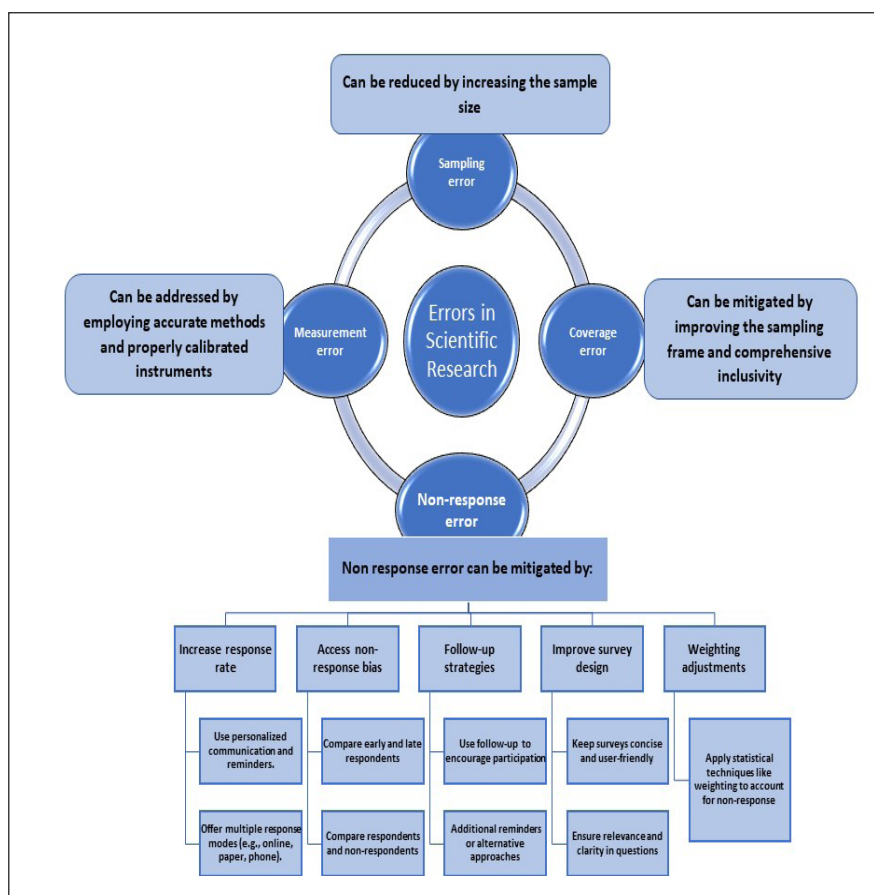 Can be reduced by increasing the sample
size
Sampling
error
Can be addressed by
employing accurate methods
and properly calibrated
instruments
Measurement
error
Errors in
Scientific
Research
Coverage
error
Can be mitigated by
improving the sampling
frame and comprehensive
inclusivity
Non-response
error
Non response error can be mitigated by:
Increase response
rate
Use personalized
communication and
reminders.
Offer multiple response
modes (e.g., online,
paper, phone).
Access non-
response bias
Compare early and late
respondents
Compare respondents
and non-respondents
Follow-up
strategies
Use follow-up to
encourage participation
Additional reminders
or alternative
approaches
Improve survey
design
Keep surveys concise
and user-friendly
Ensure relevance and
clarity in questions
Weighting
adjustments
Apply statistical
techniques like
weighting to account
for non-response